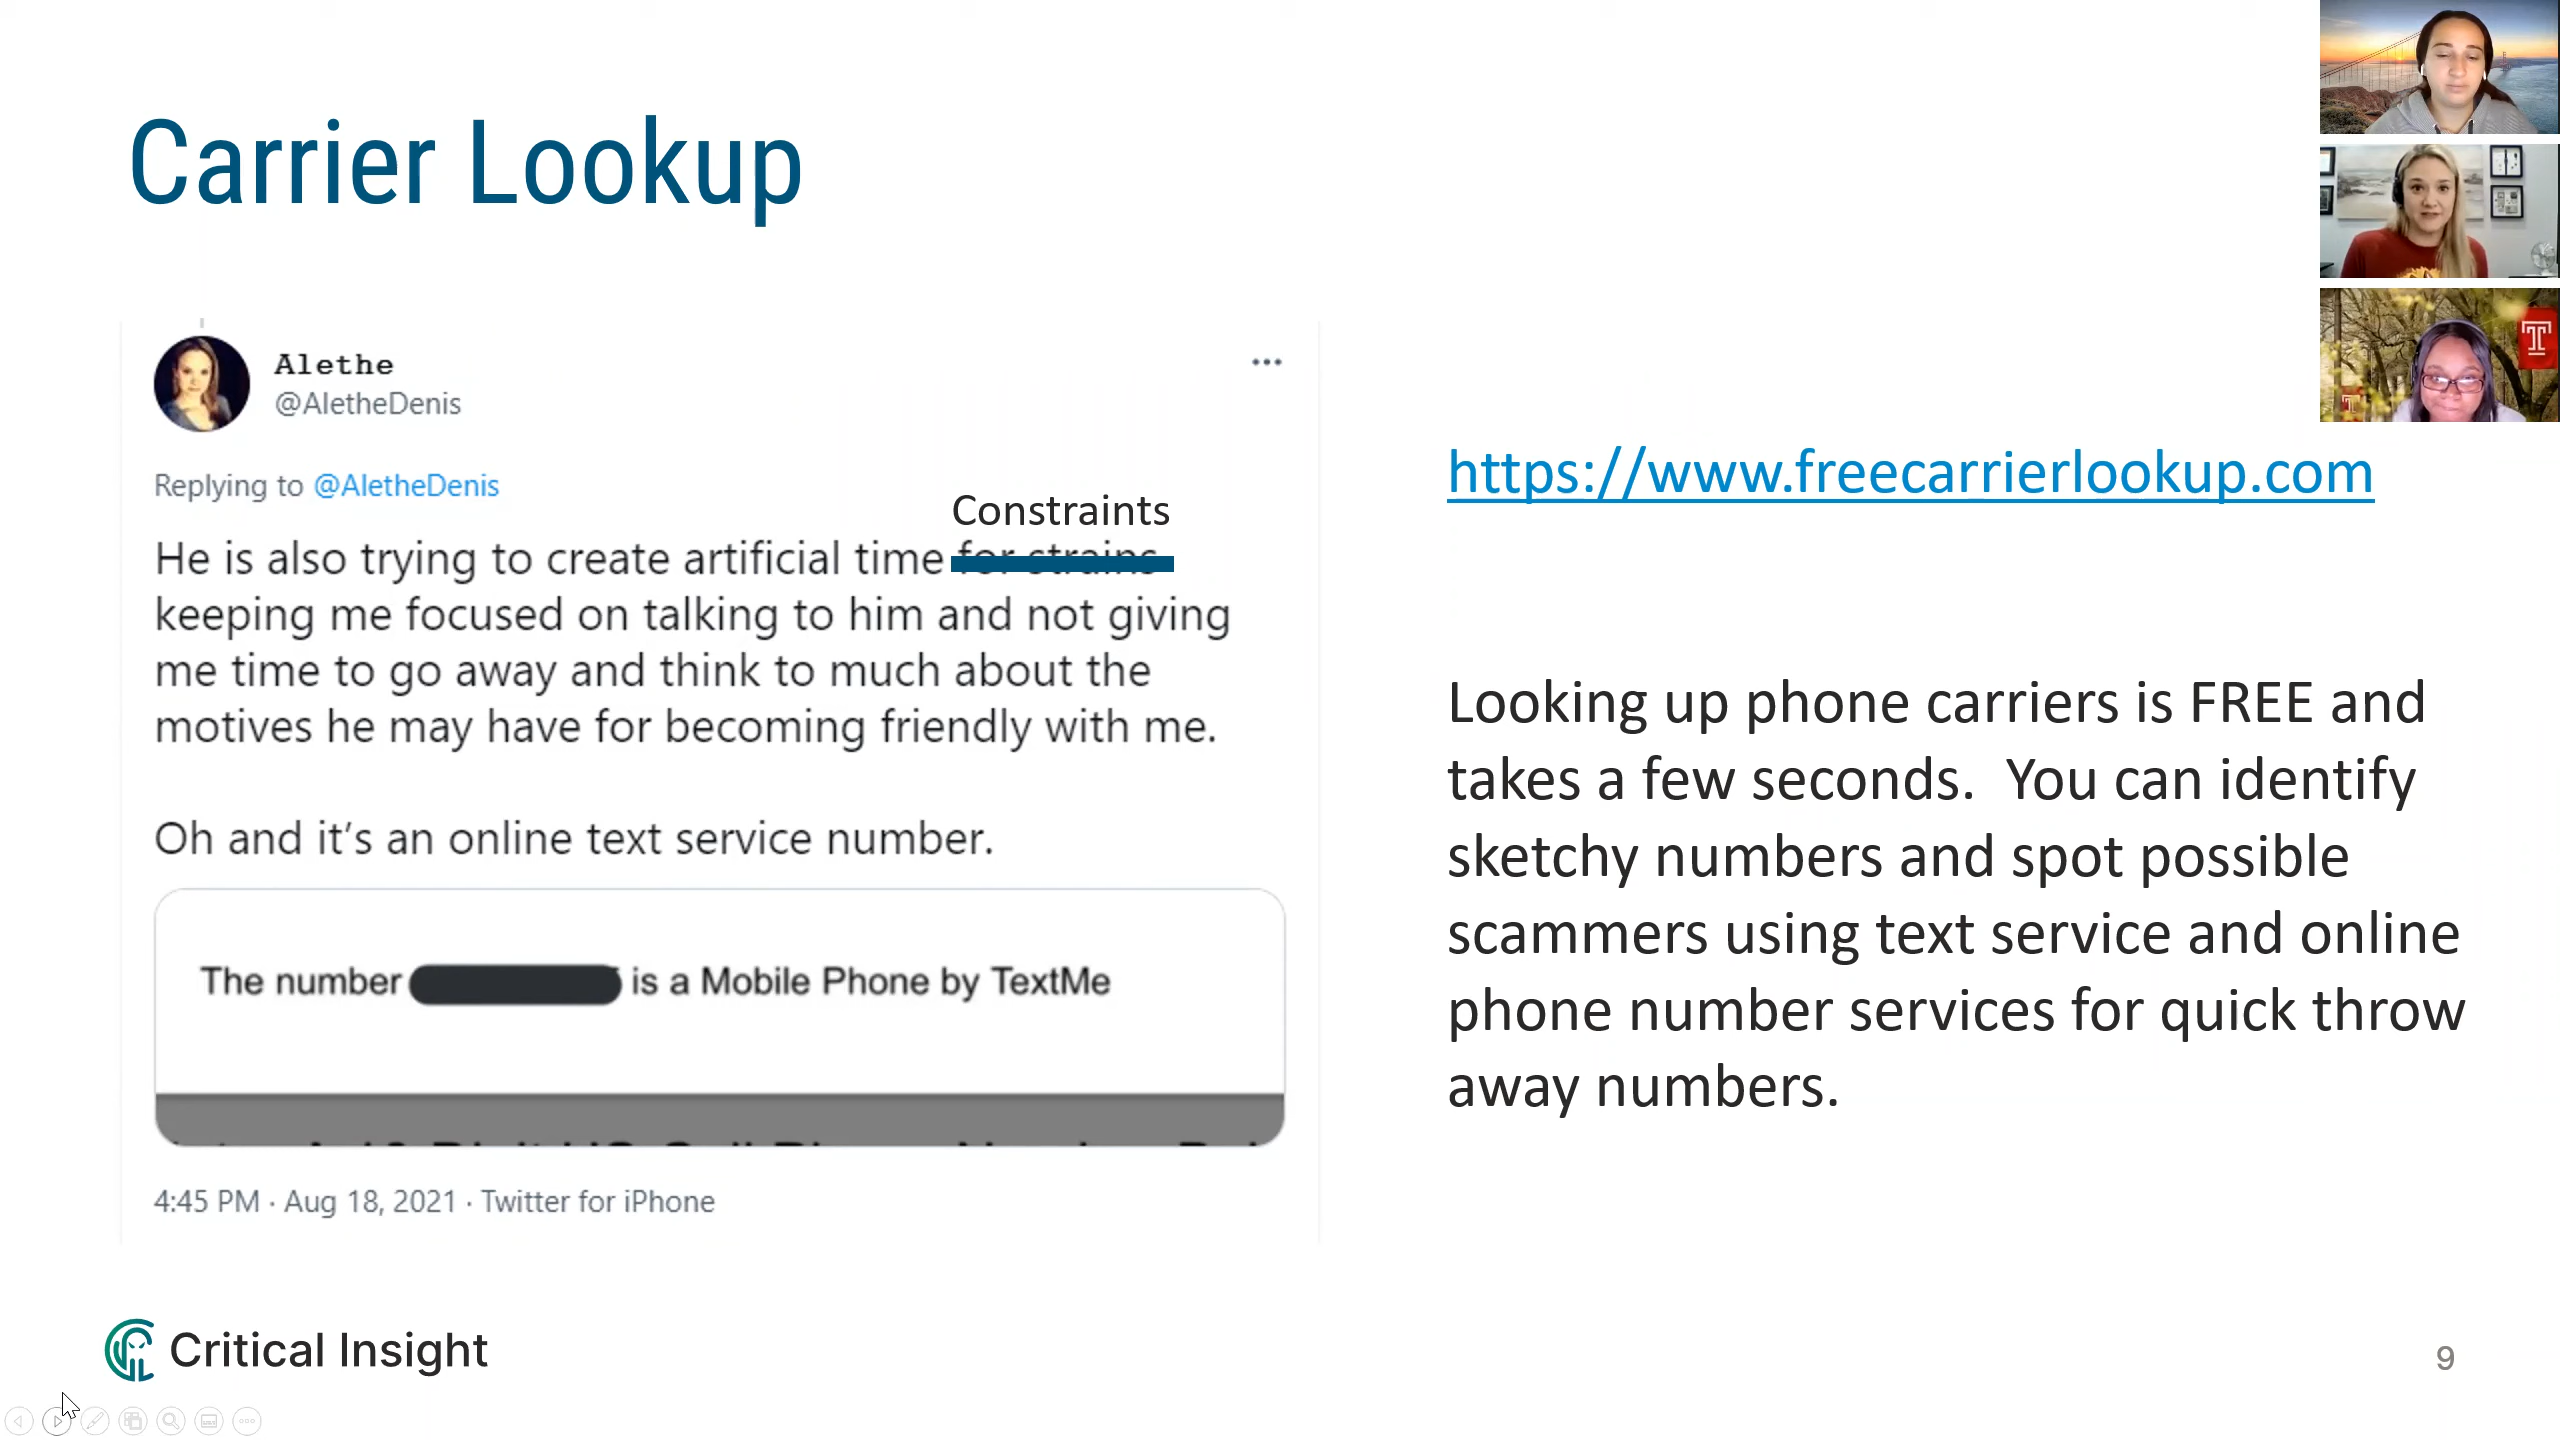 Carrier Lookup
Alethe
@AletheDenis
Replying to @AletheDenis
Constraints
He is also trying to create artificial time for strains
keeping me focused on talking to him and not giving
me time to go away and think to much about the
motives he may have for becoming friendly with me.
Oh and it's an online text service number.
The number is a Mobile Phone by TextMe
4:45 PM · Aug 18, 2021 · Twitter for iPhone
https://www.freecarrierlookup.com
Looking up phone carriers is FREE and
takes a few seconds. You can identify
sketchy numbers and spot possible
scammers using text service and online
phone number services for quick throw
away numbers.
Critical Insight
9